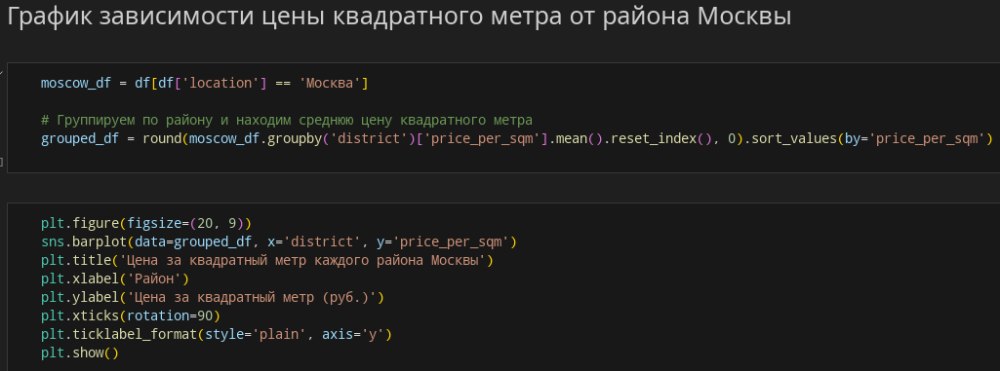 График зависимости цены квадратного метра от района Москвы
moscow_df = df[df['location'] == 'Москва']
# Группируем по району и находим среднюю цену квадратного метра
grouped_df = round(moscow_df.groupby('district')['price_per_sqm'].mean().reset_index(), 0).sort_values(by='price_per_sqm')
plt.figure(figsize=(20, 9))
sns.barplot(data=grouped_df, x='district', y='price_per_sqm')
plt.title('Цена за квадратный метр каждого района Москвы')
plt.xlabel('Район')
plt.ylabel('Цена за квадратный метр (руб.)')
plt.xticks(rotation=90)
plt.ticklabel_format(style='plain', axis='y')
plt.show()